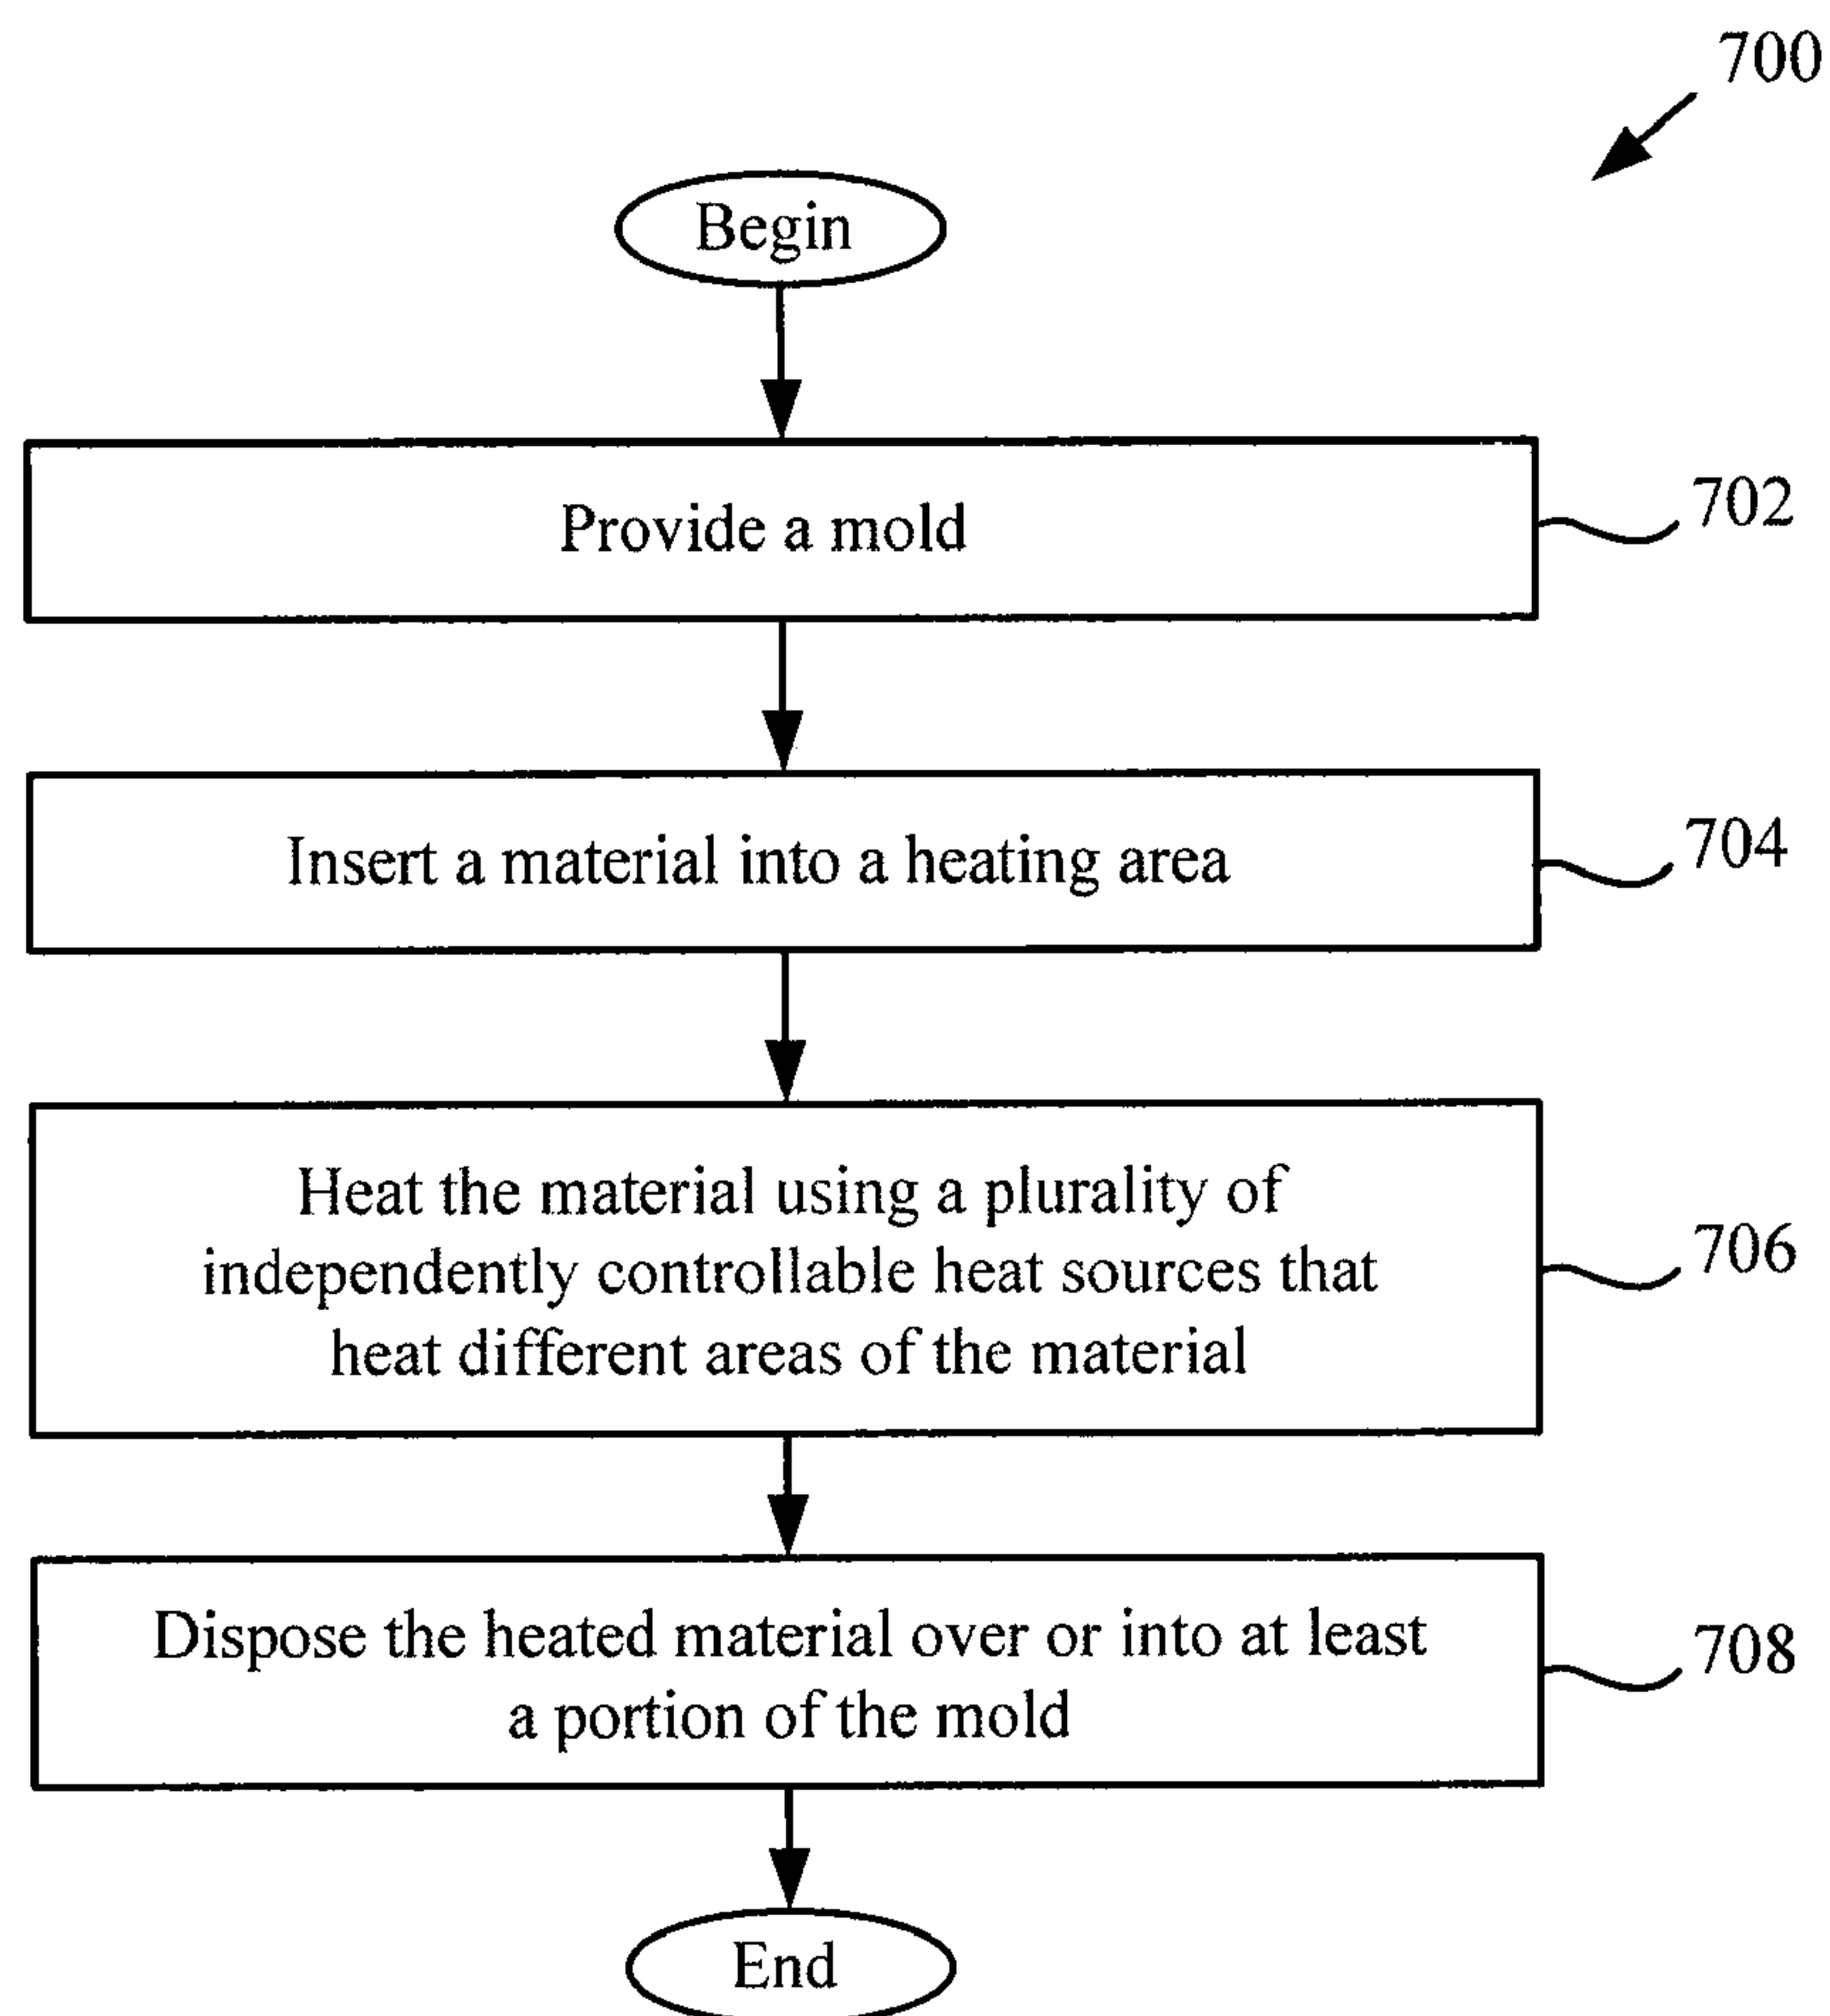 700
Begin
Provide a mold
702
Insert a material into a heating area
704
Heat the material using a plurality of
independently controllable heat sources that
heat different areas of the material
706
Dispose the heated material over or into at least
a portion of the mold
708
End